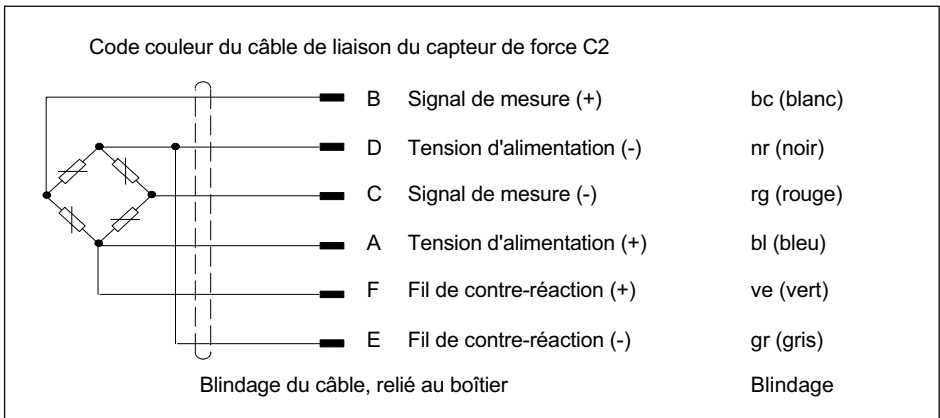 Code couleur du câble de liaison du capteur de force C2
B Signal de mesure (+) bc (blanc)
D Tension d'alimentation (-) nr (noir)
C Signal de mesure (-) rg (rouge)
A Tension d'alimentation (+) bl (bleu)
F Fil de contre-réaction (+) ve (vert)
E Fil de contre-réaction (-) gr (gris)
Blindage du câble, relié au boîtier Blindage